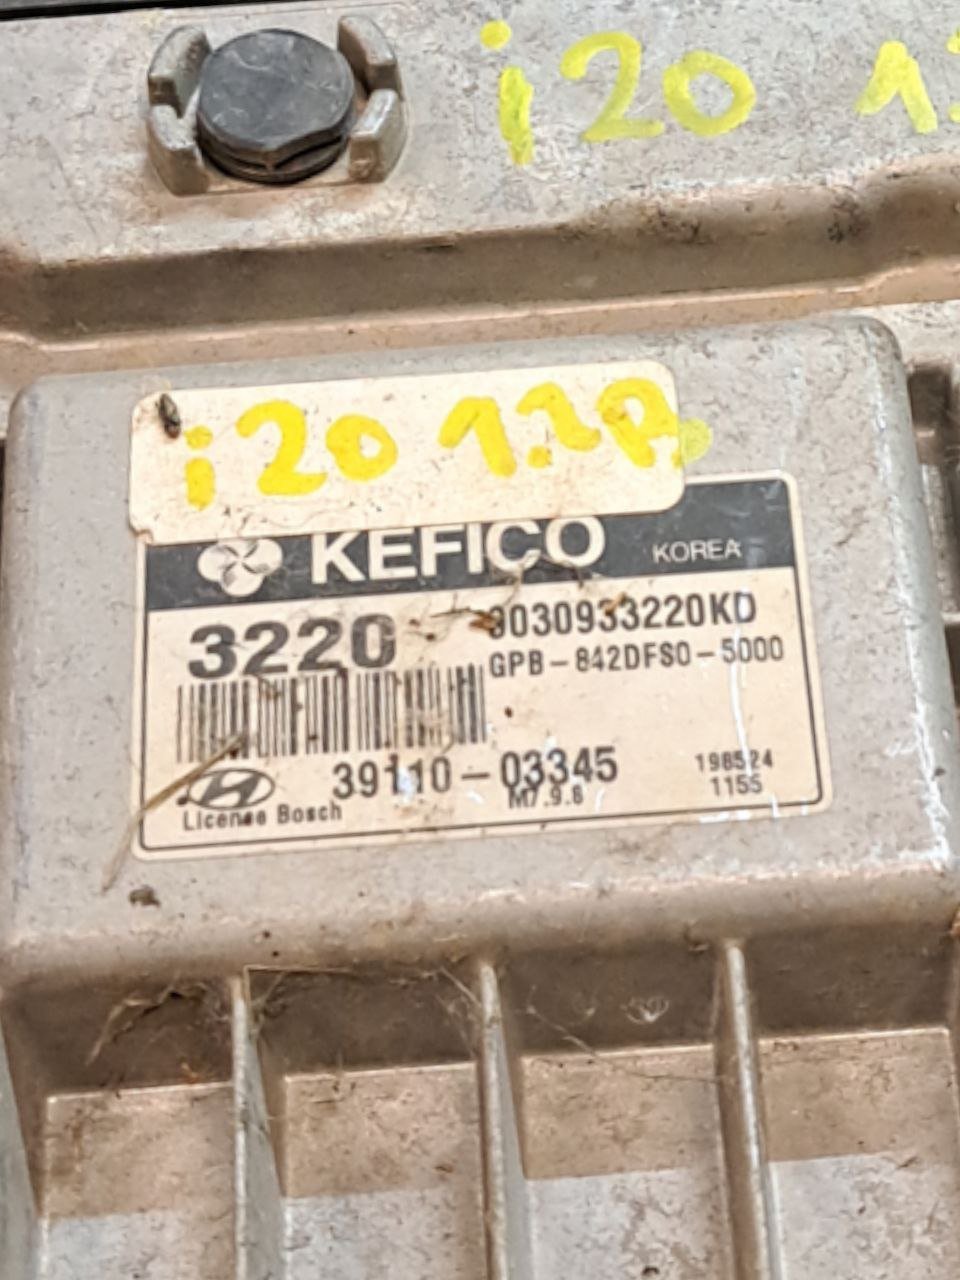 i20
i20 1.2p.
KEFICO KOREA
3220
9030933220KD
GPB-842DFS0-5000
39110-03345
M7.9.8
198524
1155
License Bosch